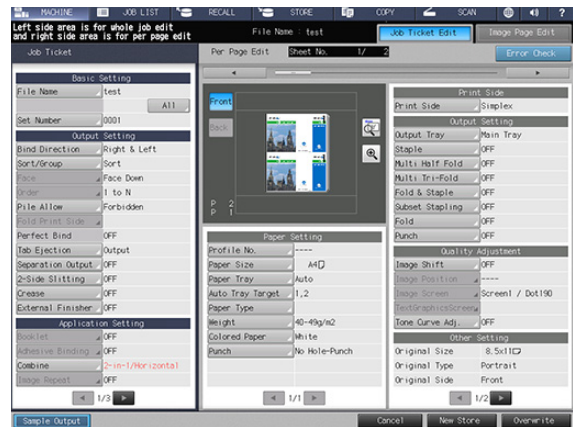 MACHINE JOB LIST RECALL STORE COPY SCAN
Left side area is for whole job edit
and right side area is for per page edit
File Name : test
Job Ticket Edit
Image Page Edit
Job Ticket
Per Page Edit
Sheet No. 1/ 2
Error Check
Basic Setting
File Name test
All
Set Number 0001
Output Setting
Bind Direction Right & Left
Sort/Group Sort
Face Face Down
Order 1 to N
Pile Allow Forbidden
Fold Print Side
Perfect Bind OFF
Tab Ejection Output
Separation Output OFF
2-Side Slitting OFF
Crease OFF
External Finisher OFF
Application Setting
Booklet OFF
Adhesive Binding OFF
Combine 2-in-1/Horizontal
Image Repeat OFF
1/3
Front
Back
P 2
P 1
Paper Setting
Profile No. ----
Paper Size A4
Paper Tray Auto
Auto Tray Target 1,2
Paper Type
Weight 40-49g/m2
Colored Paper White
Punch No Hole-Punch
1/1
Print Side
Print Side Simplex
Output Setting
Output Tray Main Tray
Staple OFF
Multi Half Fold OFF
Multi Tri-Fold OFF
Fold & Staple OFF
Subset Stapling OFF
Fold OFF
Punch OFF
Quality Adjustment
Image Shift OFF
Image Position ----
Image Screen Screen1 / Dot190
TextGraphicsScreen
Tone Curve Adj. OFF
Other Setting
Original Size 8.5x11
Original Type Portrait
Original Side Front
1/2
Sample Output
Cancel
New Store
Overwrite